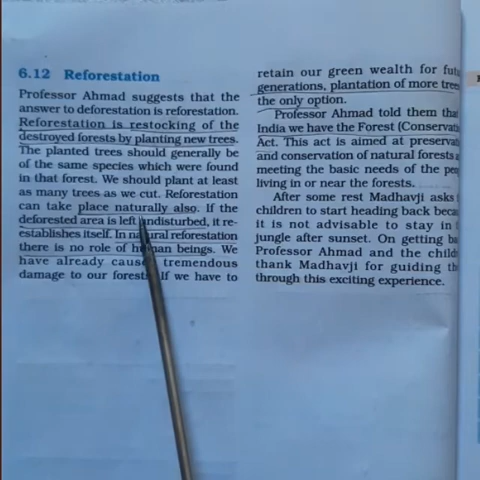 6.12 Reforestation
Professor Ahmad suggests that the
answer to deforestation is reforestation.
Reforestation is restocking of the
destroyed forests by planting new trees.
The planted trees should generally be
of the same species which were found
in that forest. We should plant at least
as many trees as we cut. Reforestation
can take place naturally also. If the
deforested area is left undisturbed, it re-
establishes itself. In natural reforestation
there is no role of human beings. We
have already caused tremendous
damage to our forests. If we have to
retain our green wealth for
generations, plantation of more trees
the only option.
Professor Ahmad told them that
India we have the Forest
Act. This act is aimed at
and conservation of natural forests
meeting the basic needs of the
living in or near the forests.
After some rest Madhavji asks
children to start heading back
it is not advisable to stay in
jungle after sunset. On getting
Professor Ahmad and the
thank Madhavji for guiding
through this exciting experience.